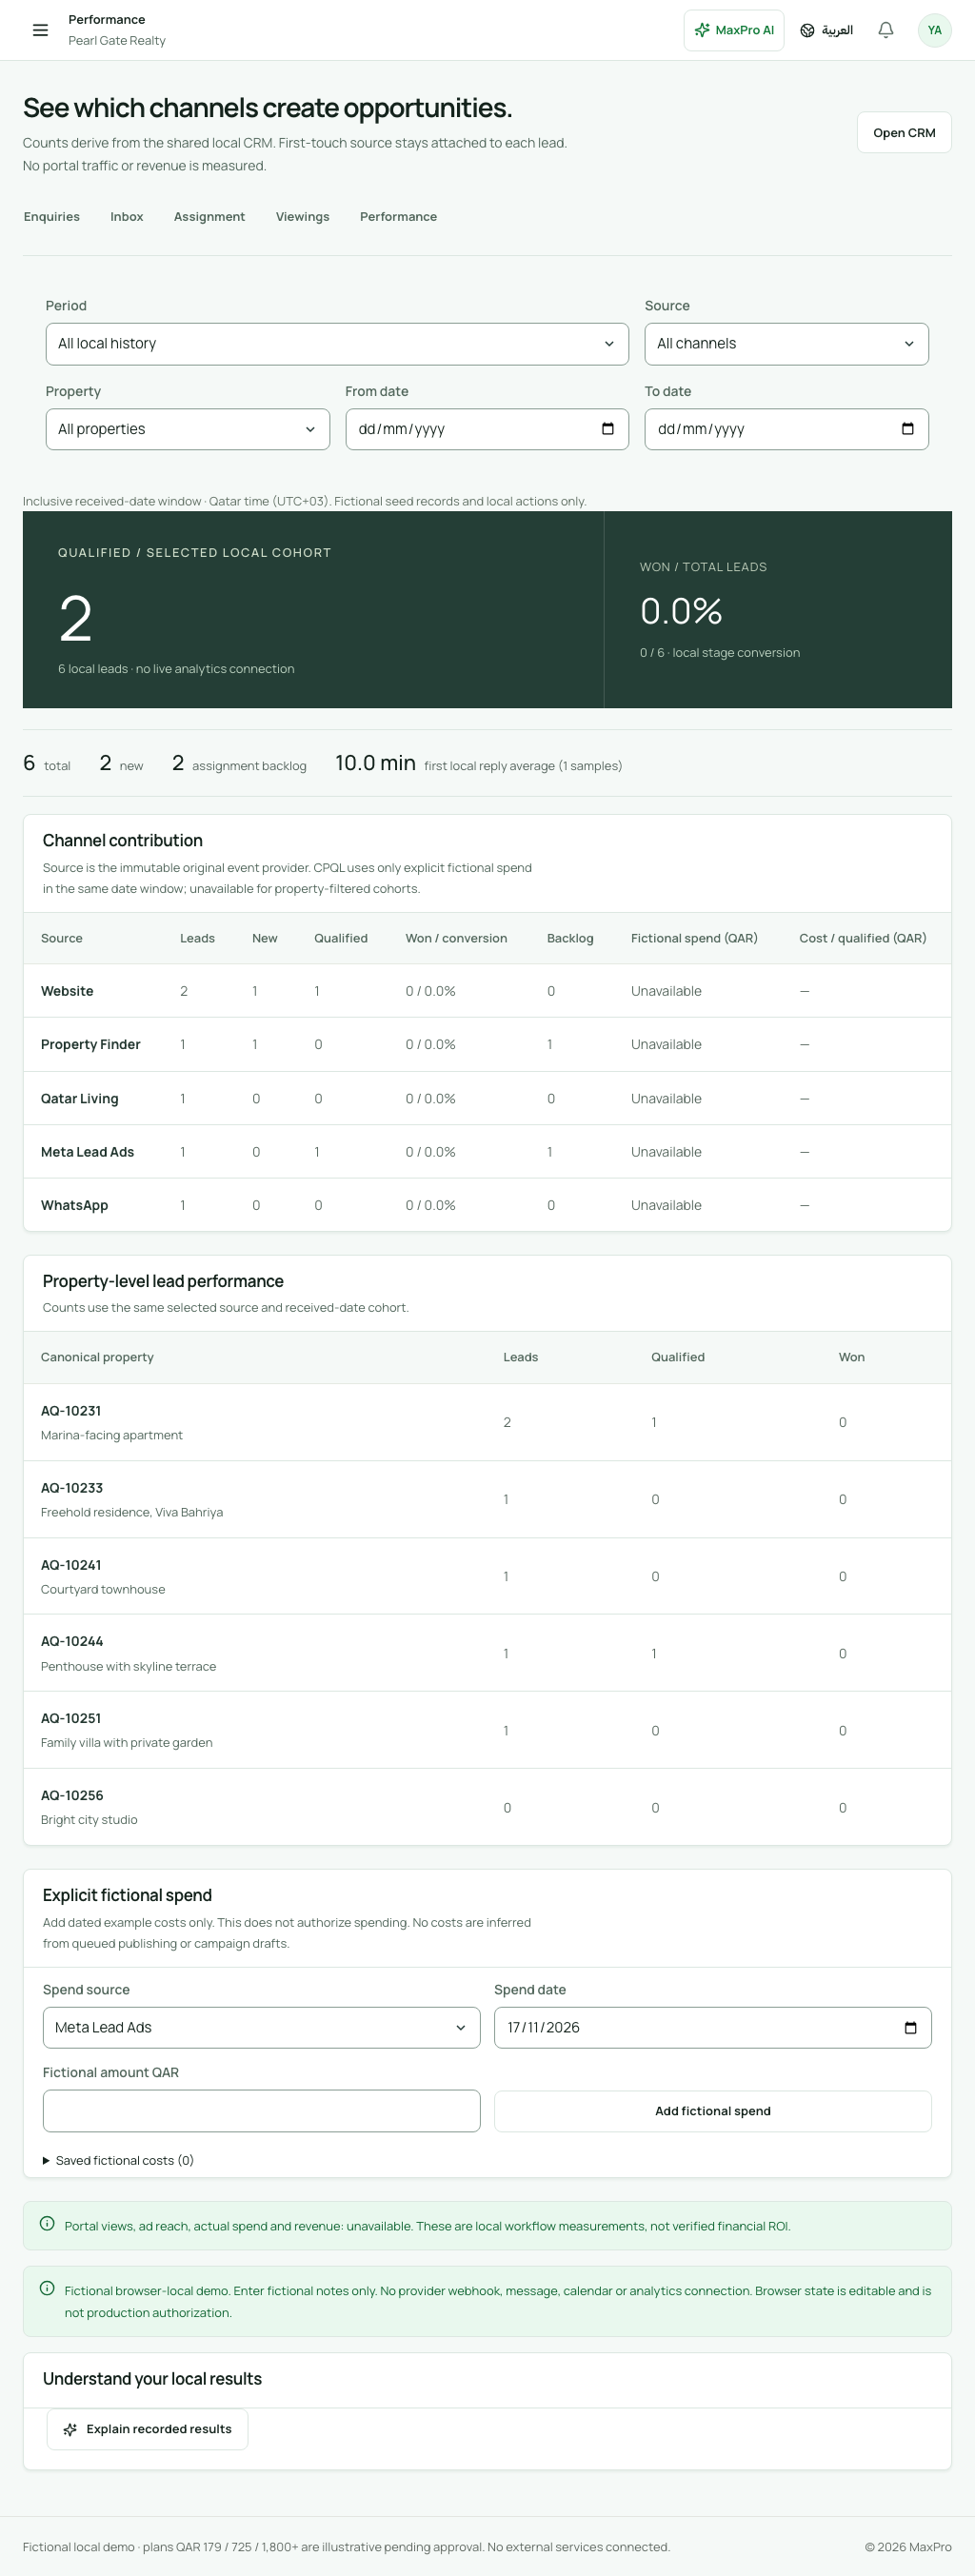 Performance
Pearl Gate Realty
MaxPro AI
العربية
YA
See which channels create opportunities.
Counts derive from the shared local CRM. First-touch source stays attached to each lead.
No portal traffic or revenue is measured.
Open CRM
Enquiries Inbox Assignment Viewings Performance
Period Source
All local history All channels
Property From date To date
All properties dd/mm/yyyy dd/mm/yyyy
Inclusive received-date window · Qatar time (UTC+03). Fictional seed records and local actions only.
QUALIFIED / SELECTED LOCAL COHORT
2
6 local leads · no live analytics connection
WON / TOTAL LEADS
0.0%
0 / 6 · local stage conversion
6 total 2 new 2 assignment backlog 10.0 min first local reply average (1 samples)
Channel contribution
Source is the immutable original event provider. CPQL uses only explicit fictional spend
in the same date window; unavailable for property-filtered cohorts.
Source Leads New Qualified Won / conversion Backlog Fictional spend (QAR) Cost / qualified (QAR)
Website 2 1 1 0 / 0.0% 0 Unavailable —
Property Finder 1 1 0 0 / 0.0% 1 Unavailable —
Qatar Living 1 0 0 0 / 0.0% 0 Unavailable —
Meta Lead Ads 1 0 1 0 / 0.0% 1 Unavailable —
WhatsApp 1 0 0 0 / 0.0% 0 Unavailable —
Property-level lead performance
Counts use the same selected source and received-date cohort.
Canonical property Leads Qualified Won
AQ-10231
Marina-facing apartment
2 1 0
AQ-10233
Freehold residence, Viva Bahriya
1 0 0
AQ-10241
Courtyard townhouse
1 0 0
AQ-10244
Penthouse with skyline terrace
1 1 0
AQ-10251
Family villa with private garden
1 0 0
AQ-10256
Bright city studio
0 0 0
Explicit fictional spend
Add dated example costs only. This does not authorize spending. No costs are inferred
from queued publishing or campaign drafts.
Spend source Spend date
Meta Lead Ads 17/11/2026
Fictional amount QAR
Add fictional spend
Saved fictional costs (0)
Portal views, ad reach, actual spend and revenue: unavailable. These are local workflow measurements, not verified financial ROI.
Fictional browser-local demo. Enter fictional notes only. No provider webhook, message, calendar or analytics connection. Browser state is editable and is
not production authorization.
Understand your local results
Explain recorded results
Fictional local demo · plans QAR 179 / 725 / 1,800+ are illustrative pending approval. No external services connected.
© 2026 MaxPro